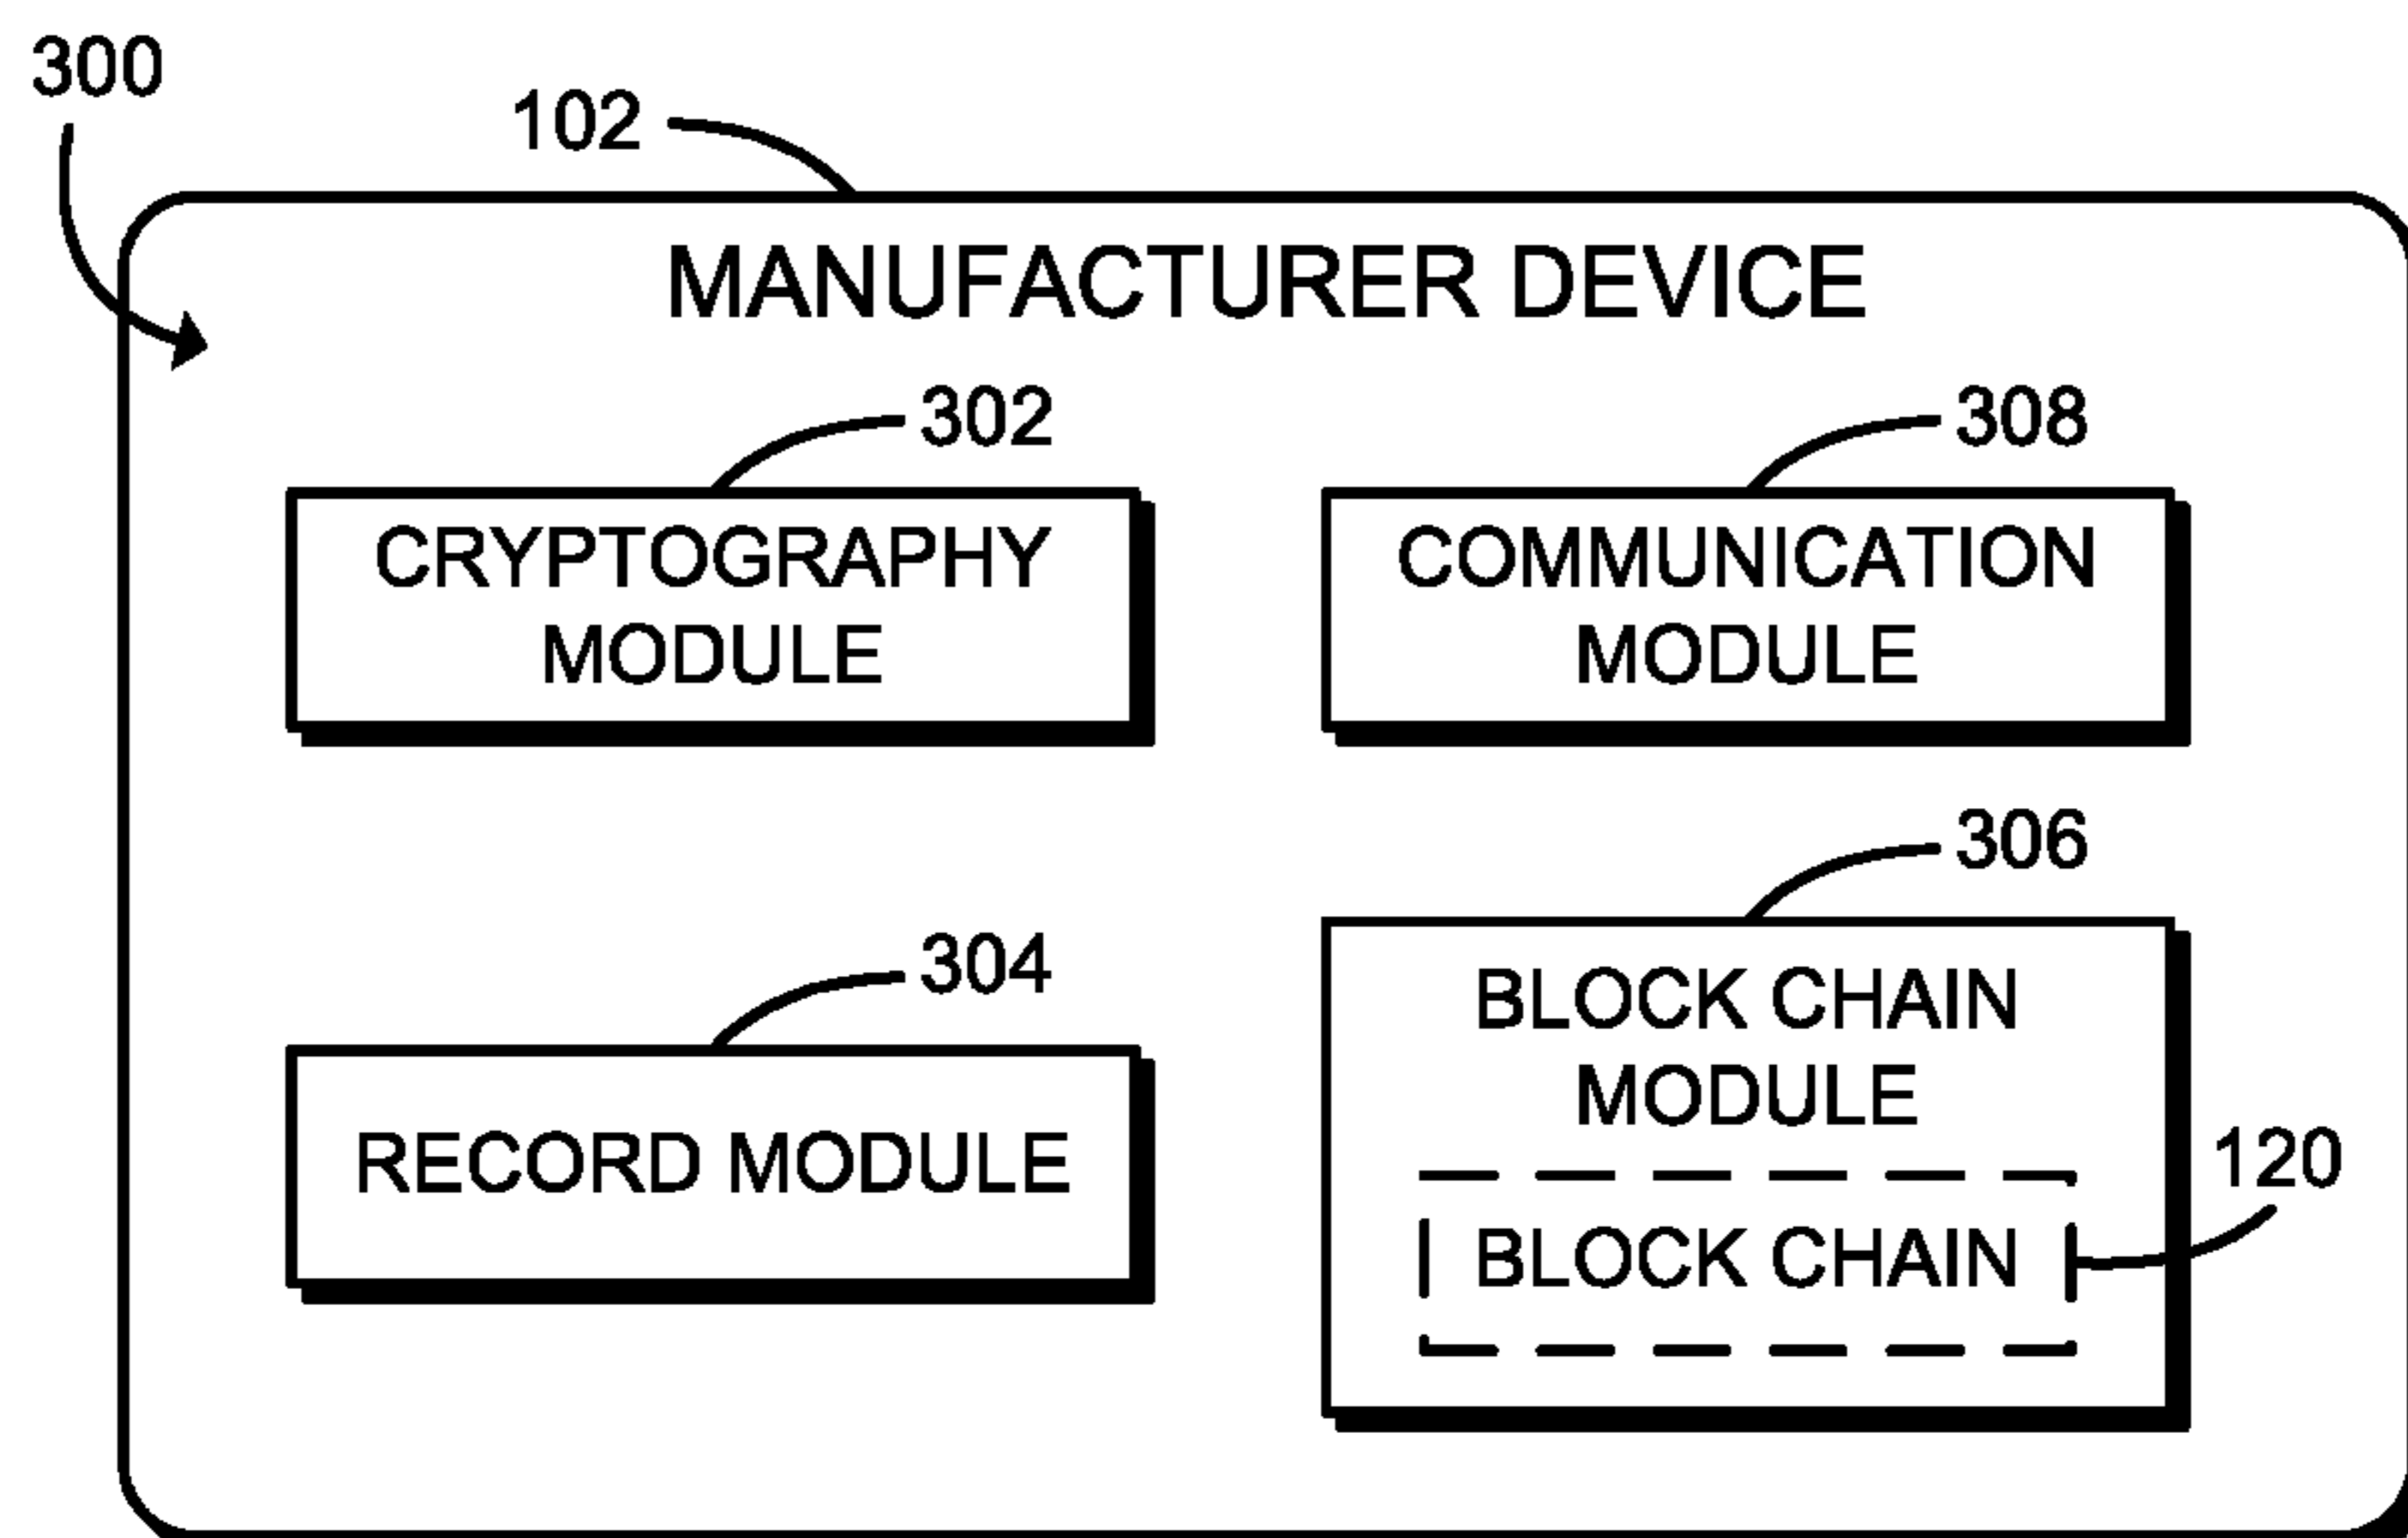 300
102
MANUFACTURER DEVICE
302
308
CRYPTOGRAPHY
MODULE
COMMUNICATION
MODULE
306
304
BLOCK CHAIN
MODULE
RECORD MODULE
120
BLOCK CHAIN